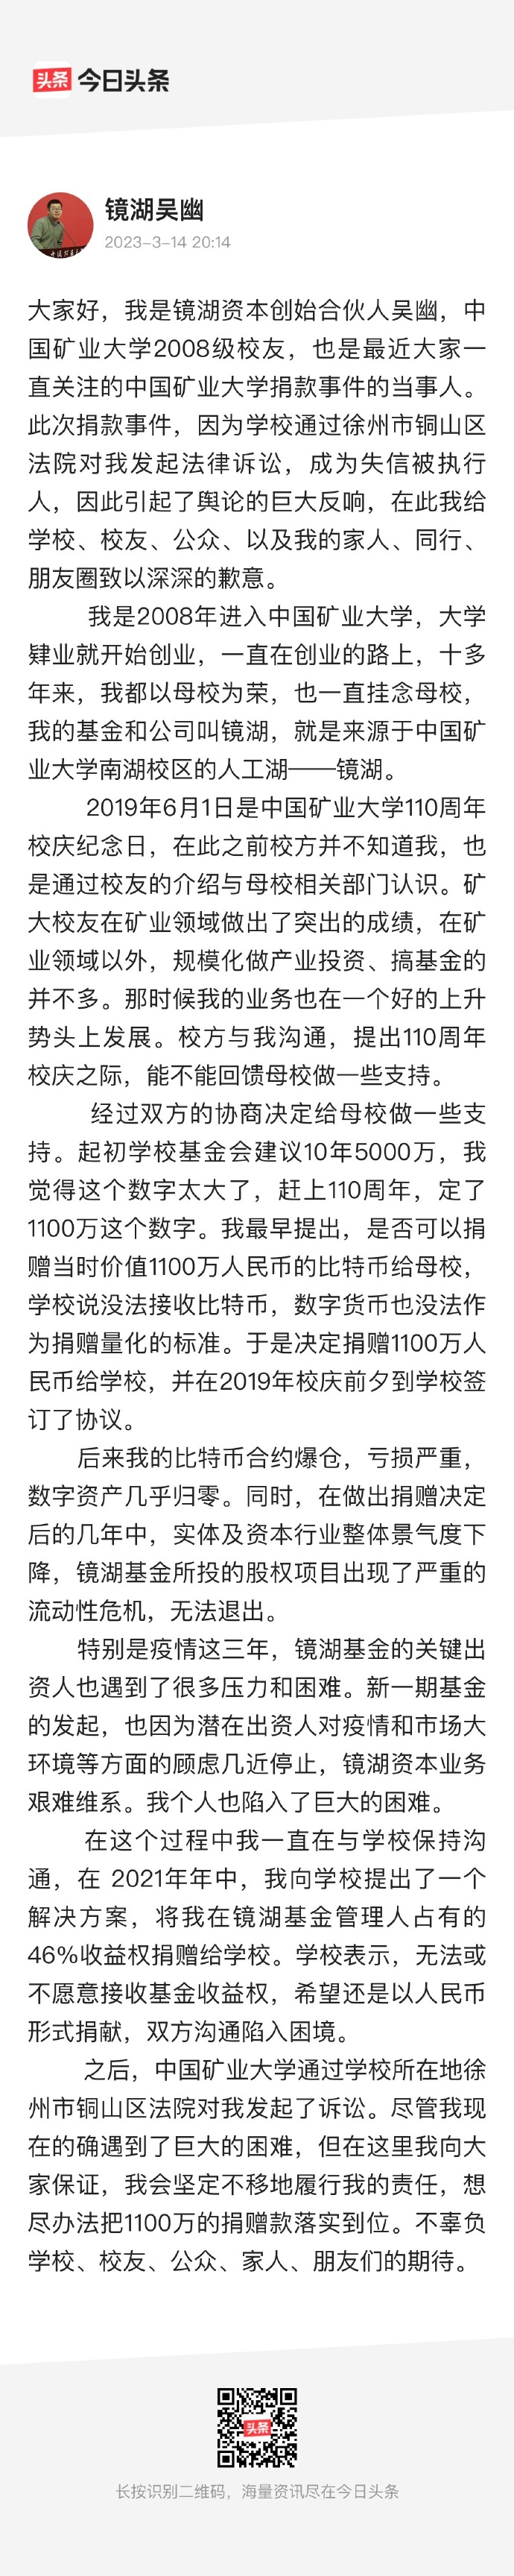 头条 今日头条
镜湖吴幽
2023-3-14 20:14
大家好，我是镜湖资本创始合伙人吴幽，中
国矿业大学2008级校友，也是最近大家一
直关注的中国矿业大学捐款事件的当事人。
此次捐款事件，因为学校通过徐州市铜山区
法院对我发起法律诉讼，成为失信被执行
人，因此引起了舆论的巨大反响，在此我给
学校、校友、公众、以及我的家人、同行、
朋友圈致以深深的歉意。
我是2008年进入中国矿业大学，大学
肄业就开始创业，一直在创业的路上，十多
年来，我都以母校为荣，也一直挂念母校，
我的基金和公司叫镜湖，就是来源于中国矿
业大学南湖校区的人工湖——镜湖。
2019年6月1日是中国矿业大学110周年
校庆纪念日，在此之前校方并不知道我，也
是通过校友的介绍与母校相关部门认识。矿
大校友在矿业领域做出了突出的成绩，在矿
业领域以外，规模化做产业投资、搞基金的
并不多。那时候我的业务也在一个好的上升
势头上发展。校方与我沟通，提出110周年
校庆之际，能不能回馈母校做一些支持。
经过双方的协商决定给母校做一些支
持。起初学校基金会建议10年5000万，我
觉得这个数字太大了，赶上110周年，定了
1100万这个数字。我最早提出，是否可以捐
赠当时价值1100万人民币的比特币给母校，
学校说没法接收比特币，数字货币也没法作
为捐赠量化的标准。于是决定捐赠1100万人
民币给学校，并在2019年校庆前夕到学校签
订了协议。
后来我的比特币合约爆仓，亏损严重，
数字资产几乎归零。同时，在做出捐赠决定
后的几年中，实体及资本行业整体景气度下
降，镜湖基金所投的股权项目出现了严重的
流动性危机，无法退出。
特别是疫情这三年，镜湖基金的关键出
资人也遇到了很多压力和困难。新一期基金
的发起，也因为潜在出资人对疫情和市场大
环境等方面的顾虑几近停止，镜湖资本业务
艰难维系。我个人也陷入了巨大的困难。
在这个过程中我一直在与学校保持沟
通，在 2021年年中，我向学校提出了一个
解决方案，将我在镜湖基金管理人占有的
46%收益权捐赠给学校。学校表示，无法或
不愿意接收基金收益权，希望还是以人民币
形式捐献，双方沟通陷入困境。
之后，中国矿业大学通过学校所在地徐
州市铜山区法院对我发起了诉讼。尽管我现
在的确遇到了巨大的困难，但在这里我向大
家保证，我会坚定不移地履行我的责任，想
尽办法把1100万的捐赠款落实到位。不辜负
学校、校友、公众、家人、朋友们的期待。
头条
长按识别二维码，海量资讯尽在今日头条